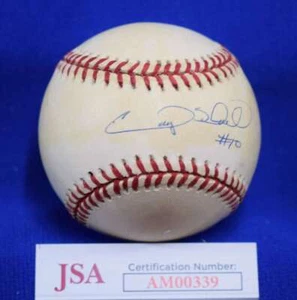 #10
JSA
Certification Number:
AM00339